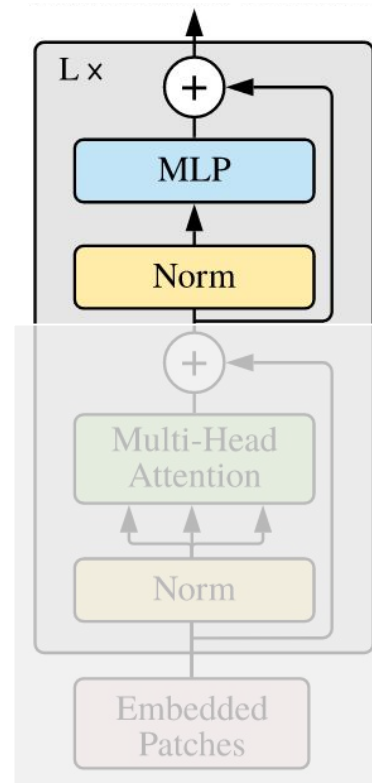 L ×
+
MLP
Norm
+
Multi-Head
Attention
Norm
Embedded
Patches